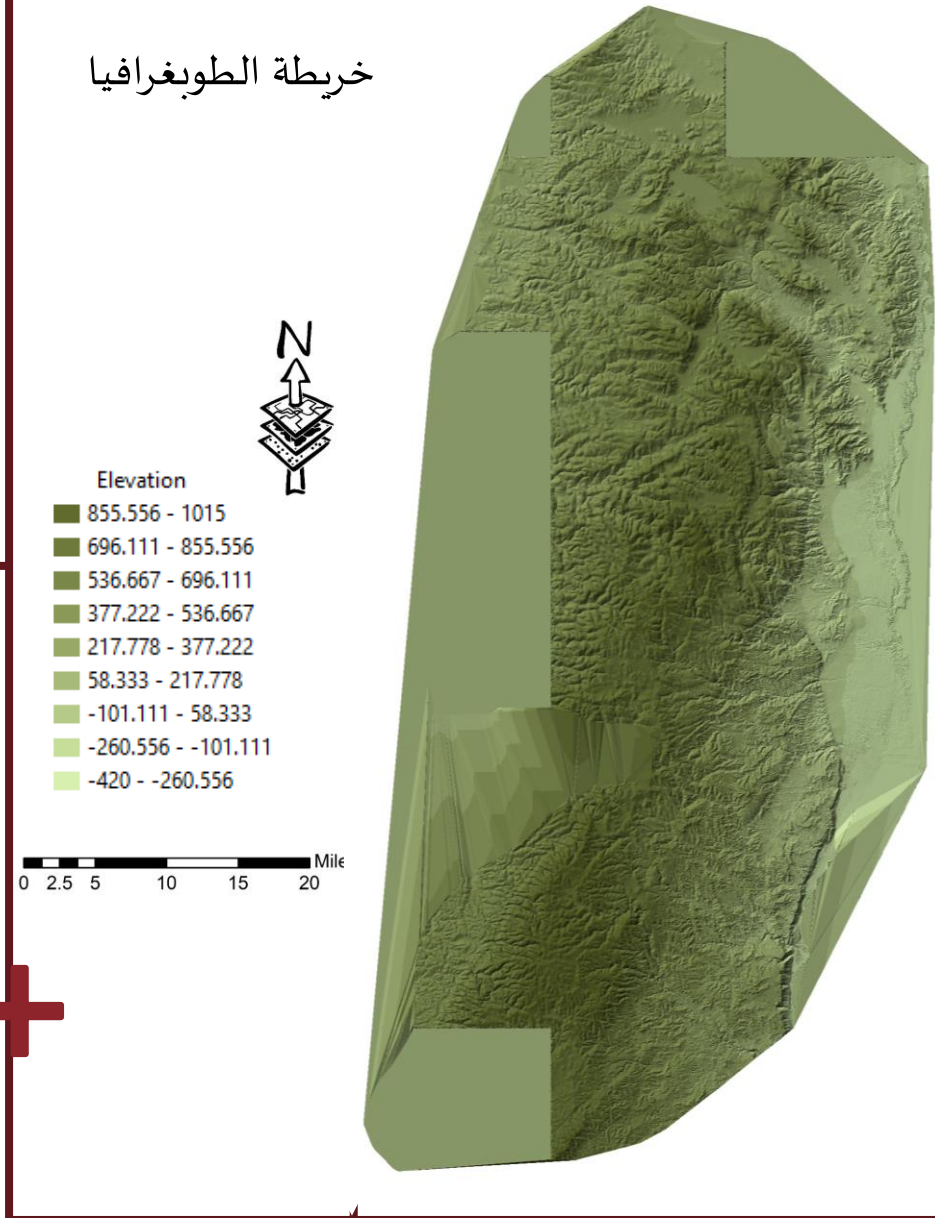 خريطة الطوبغرافيا
N
Elevation
855.556 - 1015
696.111 - 855.556
536.667 - 696.111
377.222 - 536.667
217.778 - 377.222
58.333 - 217.778
-101.111 - 58.333
-260.556 - -101.111
-420 - -260.556
Mile
0 2.5 5 10 15 20